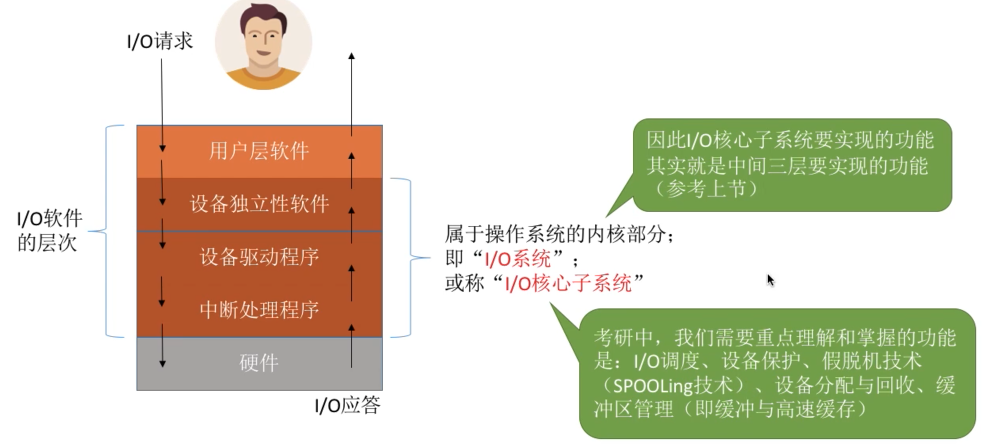 I/O请求
用户层软件
设备独立性软件
设备驱动程序
中断处理程序
硬件
I/O应答
I/O软件
的层次
属于操作系统的内核部分；
即“I/O系统”；
或称“I/O核心子系统”
因此I/O核心子系统要实现的功能
其实就是中间三层要实现的功能
（参考上节）
考研中，我们需要重点理解和掌握的功能
是：I/O调度、设备保护、假脱机技术
（SPOOLing技术）、设备分配与回收、缓
冲区管理（即缓冲与高速缓存）